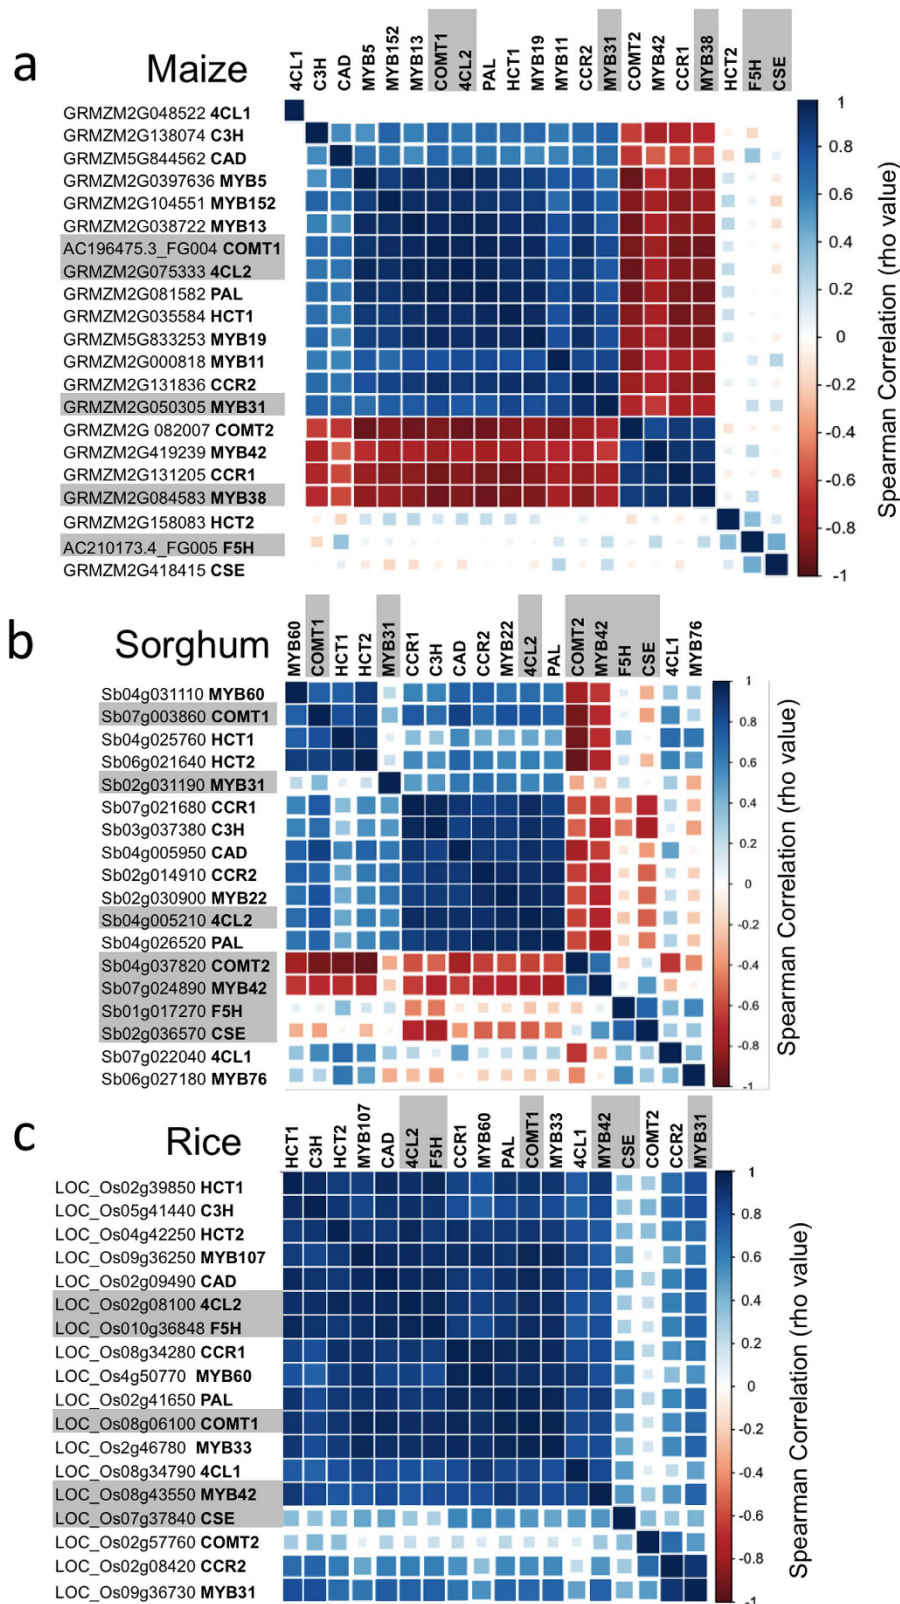 a
Maize
4CL1
C3H
CAD
MYB5
MYB152
MYB13
COMT1
4CL2
PAL
HCT1
MYB19
MYB11
CCR2
MYB31
COMT2
MYB42
CCR1
MYB38
HCT2
F5H
CSE
GRMZM2G048522 4CL1
GRMZM2G138074 C3H
GRMZM5G844562 CAD
GRMZM2G0397636 MYB5
GRMZM2G104551 MYB152
GRMZM2G038722 MYB13
AC196475.3_FG004 COMT1
GRMZM2G075333 4CL2
GRMZM2G081582 PAL
GRMZM2G035584 HCT1
GRMZM5G833253 MYB19
GRMZM2G000818 MYB11
GRMZM2G131836 CCR2
GRMZM2G050305 MYB31
GRMZM2G 082007 COMT2
GRMZM2G419239 MYB42
GRMZM2G131205 CCR1
GRMZM2G084583 MYB38
GRMZM2G158083 HCT2
AC210173.4_FG005 F5H
GRMZM2G418415 CSE
1
0.8
0.6
0.4
0.2
0
-0.2
-0.4
-0.6
-0.8
-1
Spearman Correlation (rho value)
b
Sorghum
MYB60
COMT1
HCT1
HCT2
MYB31
CCR1
C3H
CAD
CCR2
MYB22
4CL2
PAL
COMT2
MYB42
F5H
CSE
4CL1
MYB76
Sb04g031110 MYB60
Sb07g003860 COMT1
Sb04g025760 HCT1
Sb06g021640 HCT2
Sb02g031190 MYB31
Sb07g021680 CCR1
Sb03g037380 C3H
Sb04g005950 CAD
Sb02g014910 CCR2
Sb02g030900 MYB22
Sb04g005210 4CL2
Sb04g026520 PAL
Sb04g037820 COMT2
Sb07g024890 MYB42
Sb01g017270 F5H
Sb02g036570 CSE
Sb07g022040 4CL1
Sb06g027180 MYB76
1
0.8
0.6
0.4
0.2
0
-0.2
-0.4
-0.6
-0.8
-1
Spearman Correlation (rho value)
c
Rice
HCT1
C3H
HCT2
MYB107
CAD
4CL2
F5H
CCR1
MYB60
PAL
COMT1
MYB33
4CL1
MYB42
CSE
COMT2
CCR2
MYB31
LOC_Os02g39850 HCT1
LOC_Os05g41440 C3H
LOC_Os04g42250 HCT2
LOC_Os09g36250 MYB107
LOC_Os02g09490 CAD
LOC_Os02g08100 4CL2
LOC_Os010g36848 F5H
LOC_Os08g34280 CCR1
LOC_Os4g50770 MYB60
LOC_Os02g41650 PAL
LOC_Os08g06100 COMT1
LOC_Os2g46780 MYB33
LOC_Os08g34790 4CL1
LOC_Os08g43550 MYB42
LOC_Os07g37840 CSE
LOC_Os02g57760 COMT2
LOC_Os02g08420 CCR2
LOC_Os09g36730 MYB31
1
0.8
0.6
0.4
0.2
0
-0.2
-0.4
-0.6
-0.8
-1
Spearman Correlation (rho value)